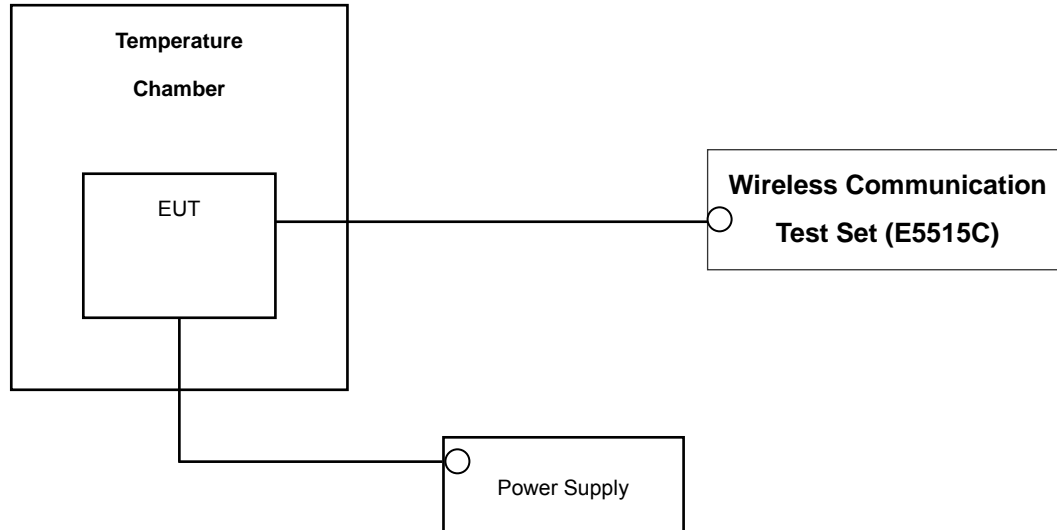 Temperature
Chamber
EUT
Wireless Communication
Test Set (E5515C)
Power Supply